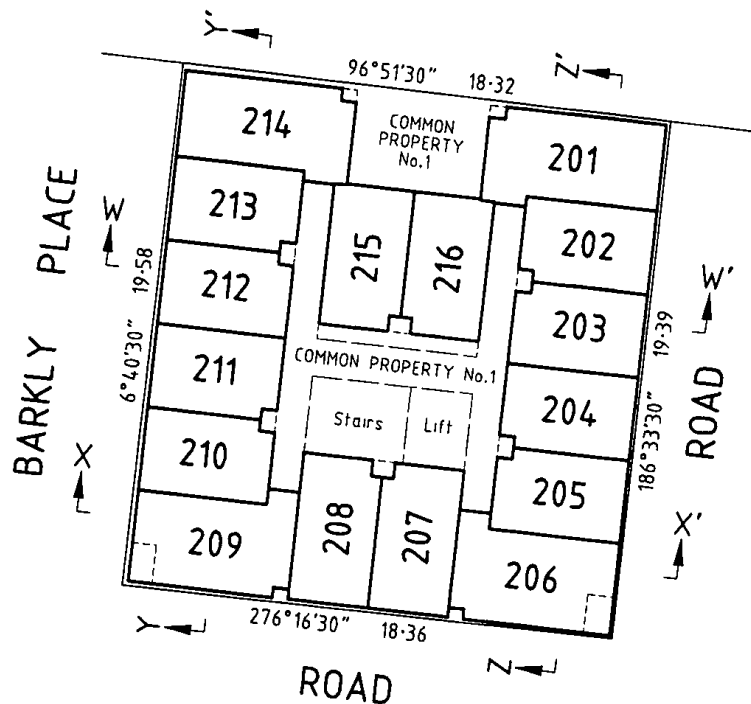 Y'
96°51'30"
18·32
Z'
214
COMMON
PROPERTY
No.1
201
BARKLY PLACE
W
213
215
216
202
W'
19·58
212
203
6°40'30"
COMMON PROPERTY No.1
19·39
211
204
ROAD
186°33'30"
Stairs
Lift
X
210
205
208
207
209
206
X'
Y
276°16'30"
18·36
Z
ROAD